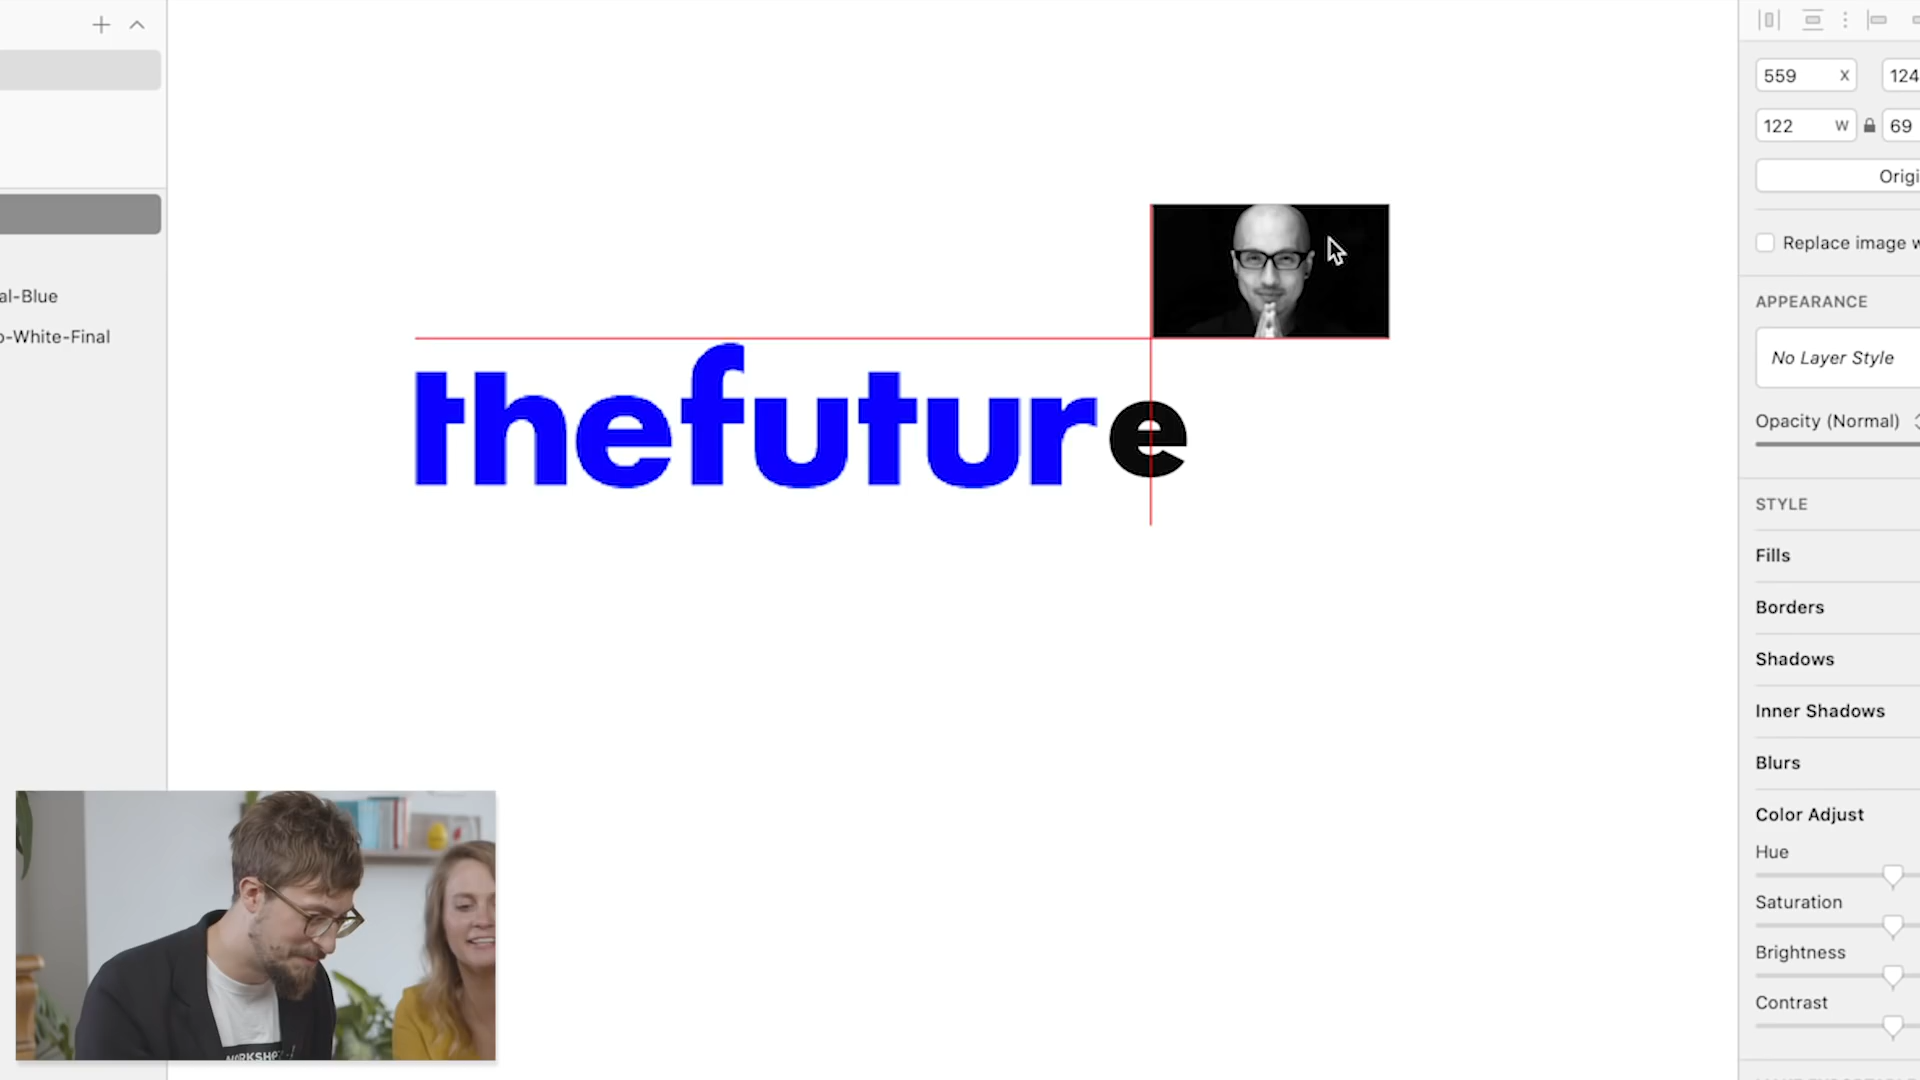 559 X 124
122 W 69
Origi
Replace image w
APPEARANCE
No Layer Style
Opacity (Normal)
al-Blue
o-White-Final
thefuture
STYLE
Fills
Borders
Shadows
Inner Shadows
Blurs
Color Adjust
Hue
Saturation
Brightness
Contrast